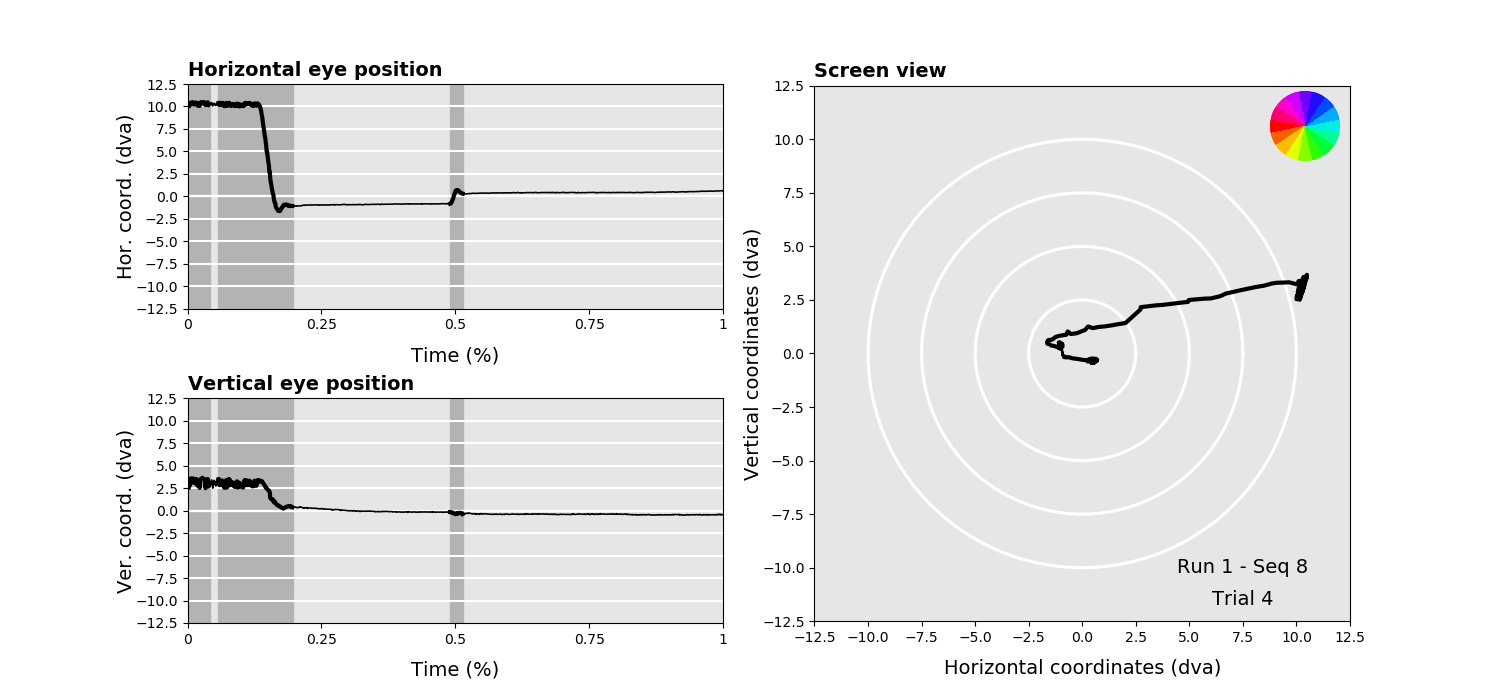 Horizontal eye position
12.5
10.0
7.5
5.0
2.5
0.0
−2.5
−5.0
−7.5
−10.0
−12.5
Hor. coord. (dva)
0 0.25 0.5 0.75 1
Time (%)
Vertical eye position
12.5
10.0
7.5
5.0
2.5
0.0
−2.5
−5.0
−7.5
−10.0
−12.5
Ver. coord. (dva)
0 0.25 0.5 0.75 1
Time (%)
Screen view
12.5
10.0
7.5
5.0
2.5
0.0
−2.5
−5.0
−7.5
−10.0
−12.5
Vertical coordinates (dva)
Run 1 - Seq 8
Trial 4
−12.5 −10.0 −7.5 −5.0 −2.5 0.0 2.5 5.0 7.5 10.0 12.5
Horizontal coordinates (dva)